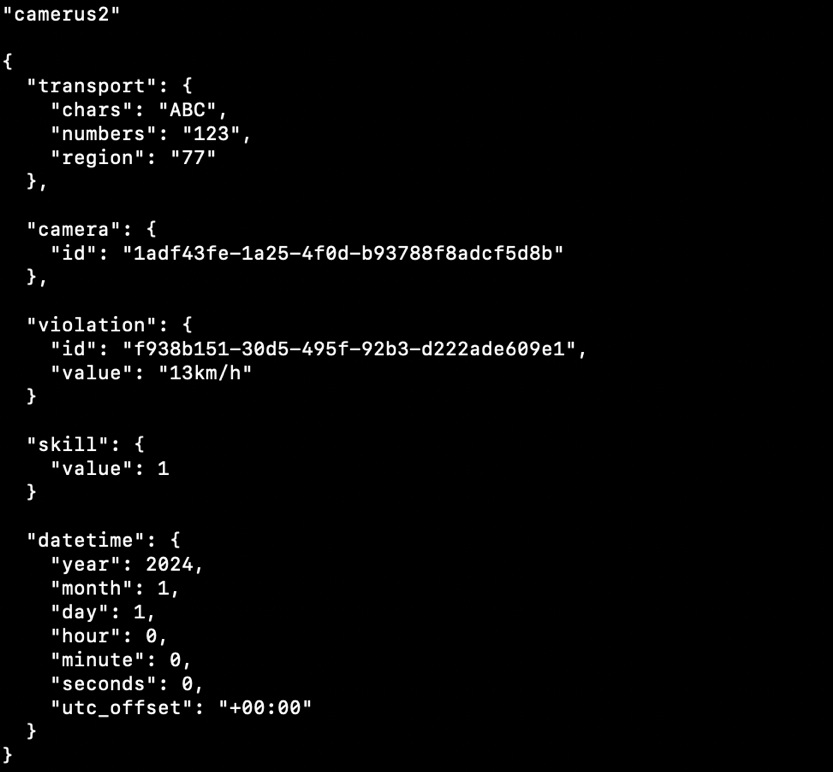 "camerus2"
{
"transport": {
"chars": "ABC",
"numbers": "123",
"region": "77"
},
"camera": {
"id": "1adf43fe-1a25-4f0d-b93788f8adcf5d8b"
},
"violation": {
"id": "f938b151-30d5-495f-92b3-d222ade609e1",
"value": "13km/h"
}
"skill": {
"value": 1
}
"datetime": {
"year": 2024,
"month": 1,
"day": 1,
"hour": 0,
"minute": 0,
"seconds": 0,
"utc_offset": "+00:00"
}
}